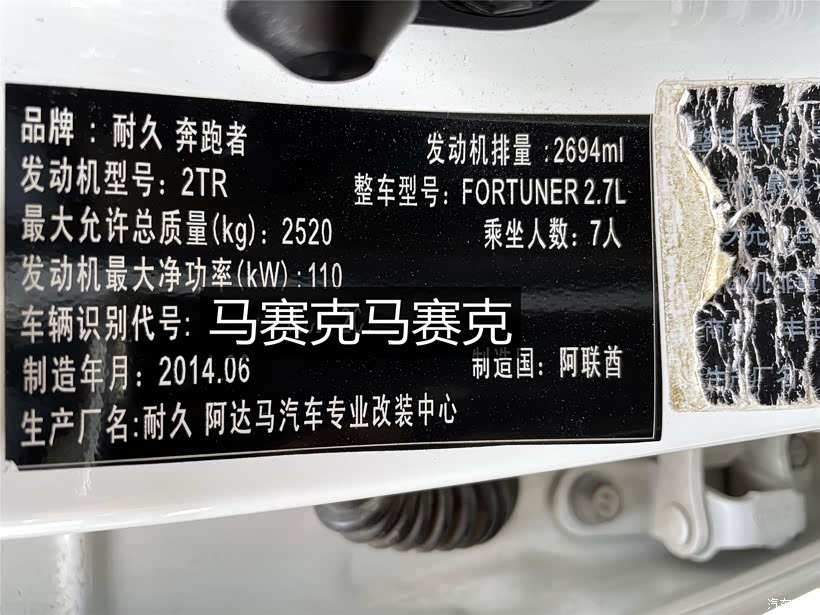 品牌：耐久 奔跑者
发动机排量：2694ml
发动机型号：2TR
整车型号：FORTUNER 2.7L
最大允许总质量(kg)：2520
乘坐人数：7人
发动机最大净功率(kW)：110
车辆识别代号：马赛克马赛克
制造年月：2014.06
制造国：阿联酋
生产厂名：耐久 阿达马汽车专业改装中心